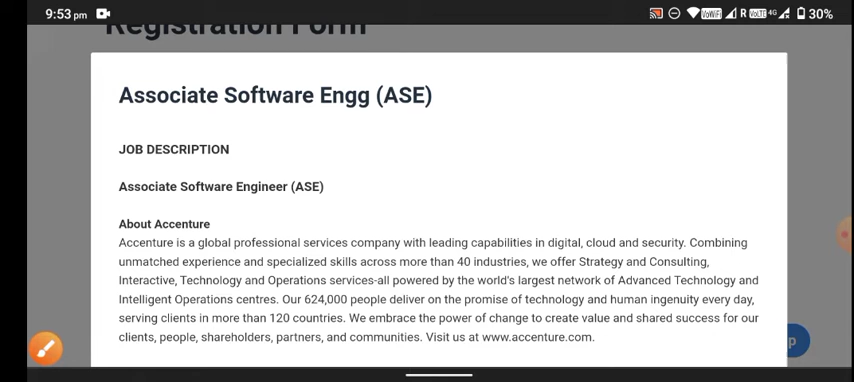 9:53 pm VoWiFi R VoLTE 4G 30%
Registration Form
Associate Software Engg (ASE)
JOB DESCRIPTION
Associate Software Engineer (ASE)
About Accenture
Accenture is a global professional services company with leading capabilities in digital, cloud and security. Combining
unmatched experience and specialized skills across more than 40 industries, we offer Strategy and Consulting,
Interactive, Technology and Operations services-all powered by the world's largest network of Advanced Technology and
Intelligent Operations centres. Our 624,000 people deliver on the promise of technology and human ingenuity every day,
serving clients in more than 120 countries. We embrace the power of change to create value and shared success for our
clients, people, shareholders, partners, and communities. Visit us at www.accenture.com.
p